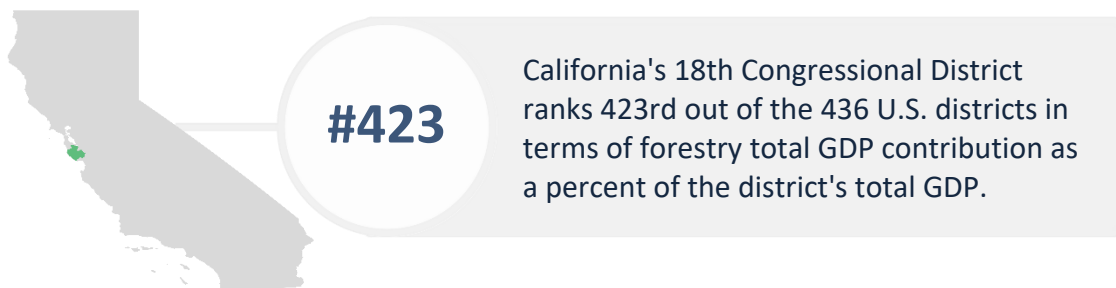 #423
California's 18th Congressional District
ranks 423rd out of the 436 U.S. districts in
terms of forestry total GDP contribution as
a percent of the district's total GDP.